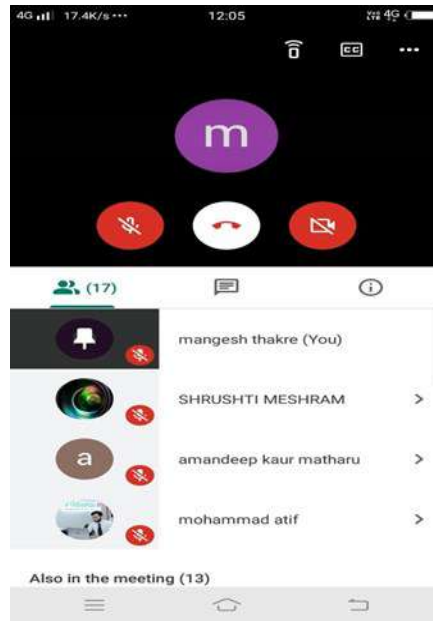 4G 17.4K/s ... 12:05 4G
CC
m
(17)
mangesh thakre (You)
SHRUSHTI MESHRAM
a
amandeep kaur matharu
mohammad atif
Also in the meeting (13)